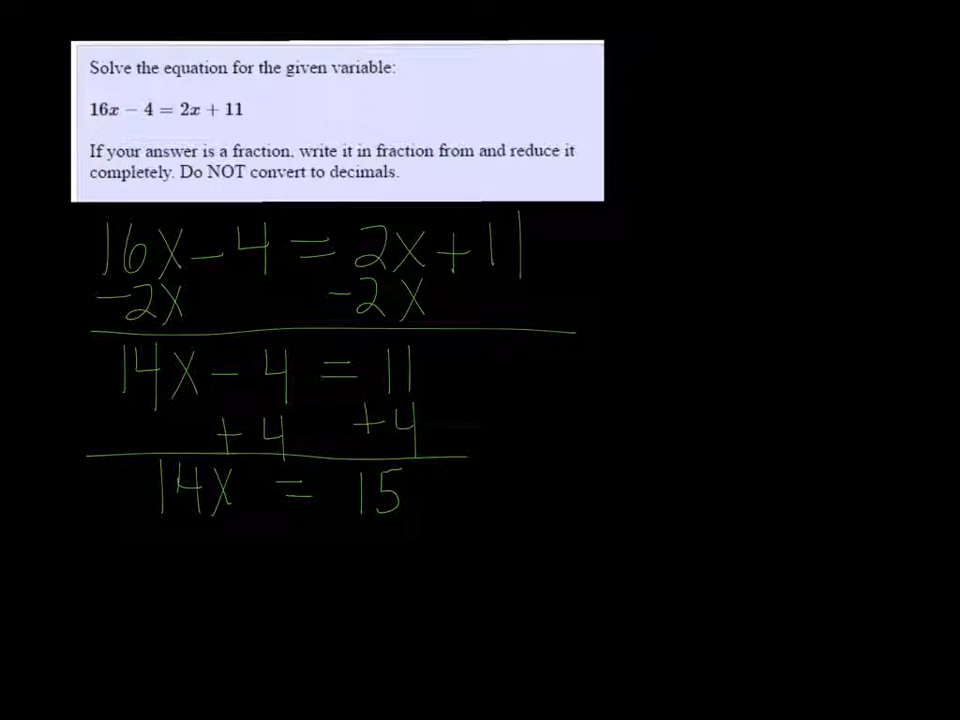 Solve the equation for the given variable:
16x − 4 = 2x + 11
If your answer is a fraction, write it in fraction from and reduce it
completely. Do NOT convert to decimals.
16x − 4 = 2x + 11
−2x −2x
14x − 4 = 11
+4 +4
14x = 15